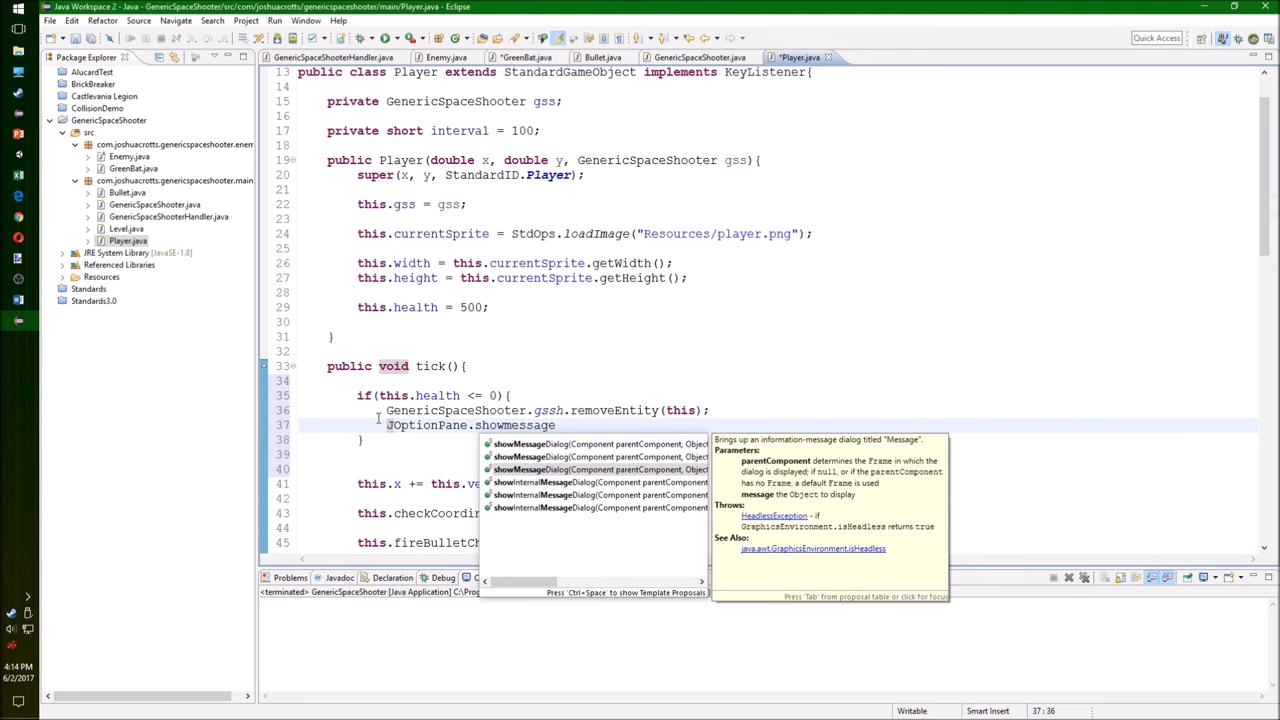 Java Workspace 2 - Java - GenericSpaceShooter/src/com/joshuacrotts/genericspaceshooter/main/Player.java - Eclipse
File Edit Refactor Source Navigate Search Project Run Window Help
Quick Access
Package Explorer
GenericSpaceShooterHandler.java Enemy.java *GreenBat.java Bullet.java GenericSpaceShooter.java *Player.java
AlucardTest
BrickBreaker
Castlevania Legion
CollisionDemo
GenericSpaceShooter
src
com.joshuacrotts.genericspaceshooter.enem
Enemy.java
GreenBat.java
com.joshuacrotts.genericspaceshooter.main
Bullet.java
GenericSpaceShooter.java
GenericSpaceShooterHandler.java
Level.java
Player.java
JRE System Library [JavaSE-1.8]
Referenced Libraries
Resources
Standards
Standards3.0
13 public class Player extends StandardGameObject implements KeyListener{
14
15 private GenericSpaceShooter gss;
16
17 private short interval = 100;
18
19 public Player(double x, double y, GenericSpaceShooter gss){
20 super(x, y, StandardID.Player);
21
22 this.gss = gss;
23
24 this.currentSprite = StdOps.loadImage("Resources/player.png");
25
26 this.width = this.currentSprite.getWidth();
27 this.height = this.currentSprite.getHeight();
28
29 this.health = 500;
30
31 }
32
33 public void tick(){
34
35 if(this.health <= 0){
36 GenericSpaceShooter.gssh.removeEntity(this);
37 JOptionPane.showmessage
38 }
39
40
41 this.x += this.ve
42
43 this.checkCoordin
44
45 this.fireBulletCh
showMessageDialog(Component parentComponent, Object
showMessageDialog(Component parentComponent, Object
showMessageDialog(Component parentComponent, Object
showInternalMessageDialog(Component parentComponent
showInternalMessageDialog(Component parentComponent
showInternalMessageDialog(Component parentComponent
Press 'Ctrl+Space' to show Template Proposals
Brings up an information-message dialog titled "Message".
Parameters:
parentComponent determines the Frame in which the
dialog is displayed; if null, or if the parentComponent
has no Frame, a default Frame is used
message the Object to display
Throws:
HeadlessException - if
GraphicsEnvironment.isHeadless returns true
See Also:
java.awt.GraphicsEnvironment.isHeadless
Press 'Tab' from proposal table or click for focus
Problems Javadoc Declaration Debug
<terminated> GenericSpaceShooter [Java Application] C:\Prog
Writable Smart Insert 37 : 36
4:14 PM
6/2/2017